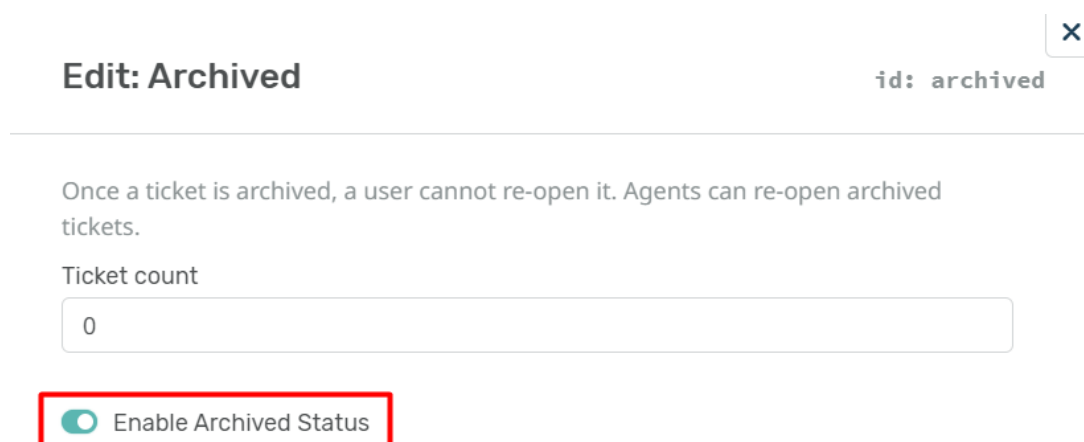 Edit: Archived
id: archived
Once a ticket is archived, a user cannot re-open it. Agents can re-open archived
tickets.
Ticket count
0
Enable Archived Status